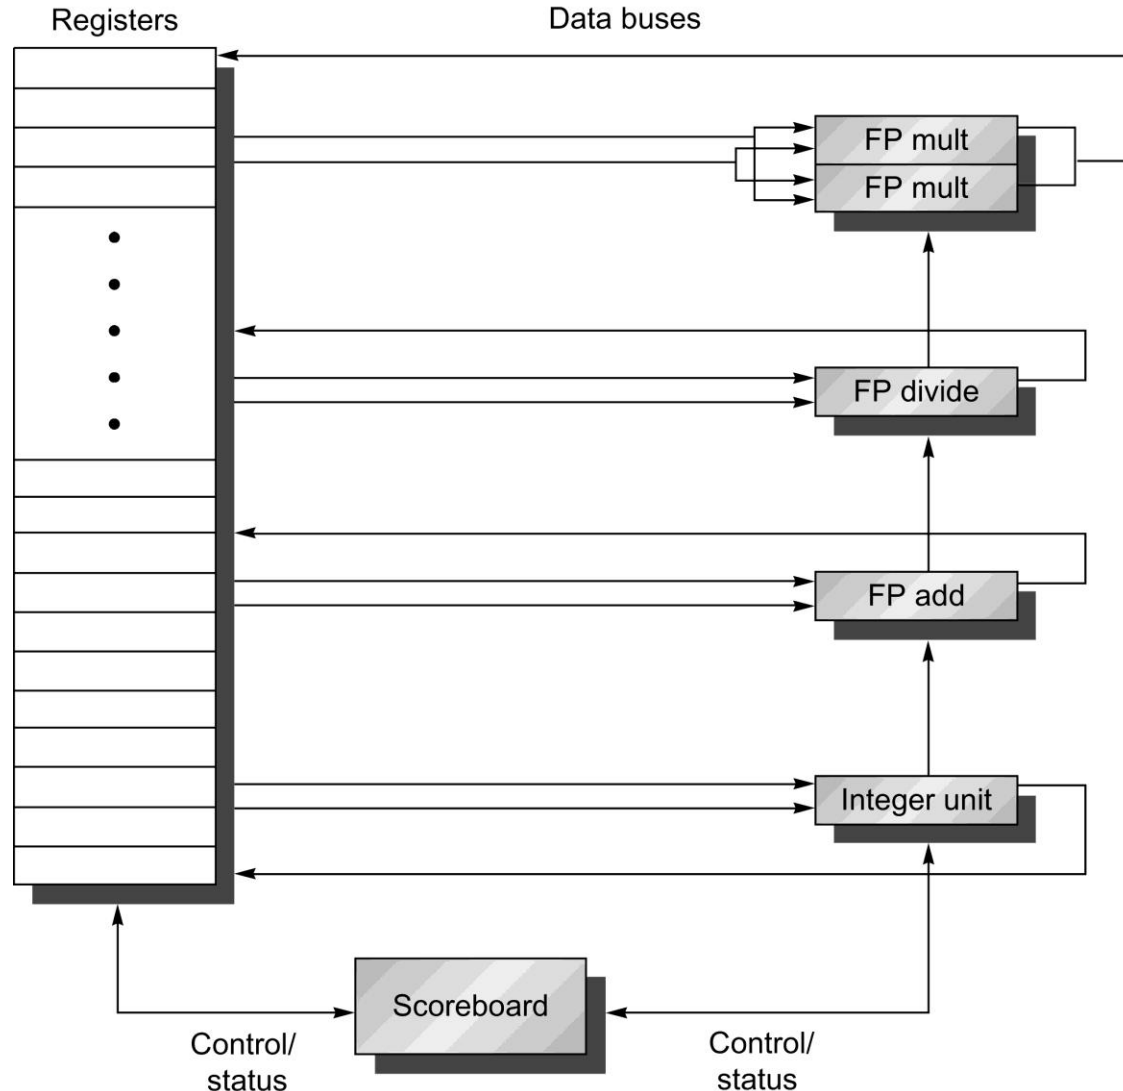 Registers
Data buses
FP mult
FP mult
FP divide
FP add
Integer unit
Scoreboard
Control/
status
Control/
status